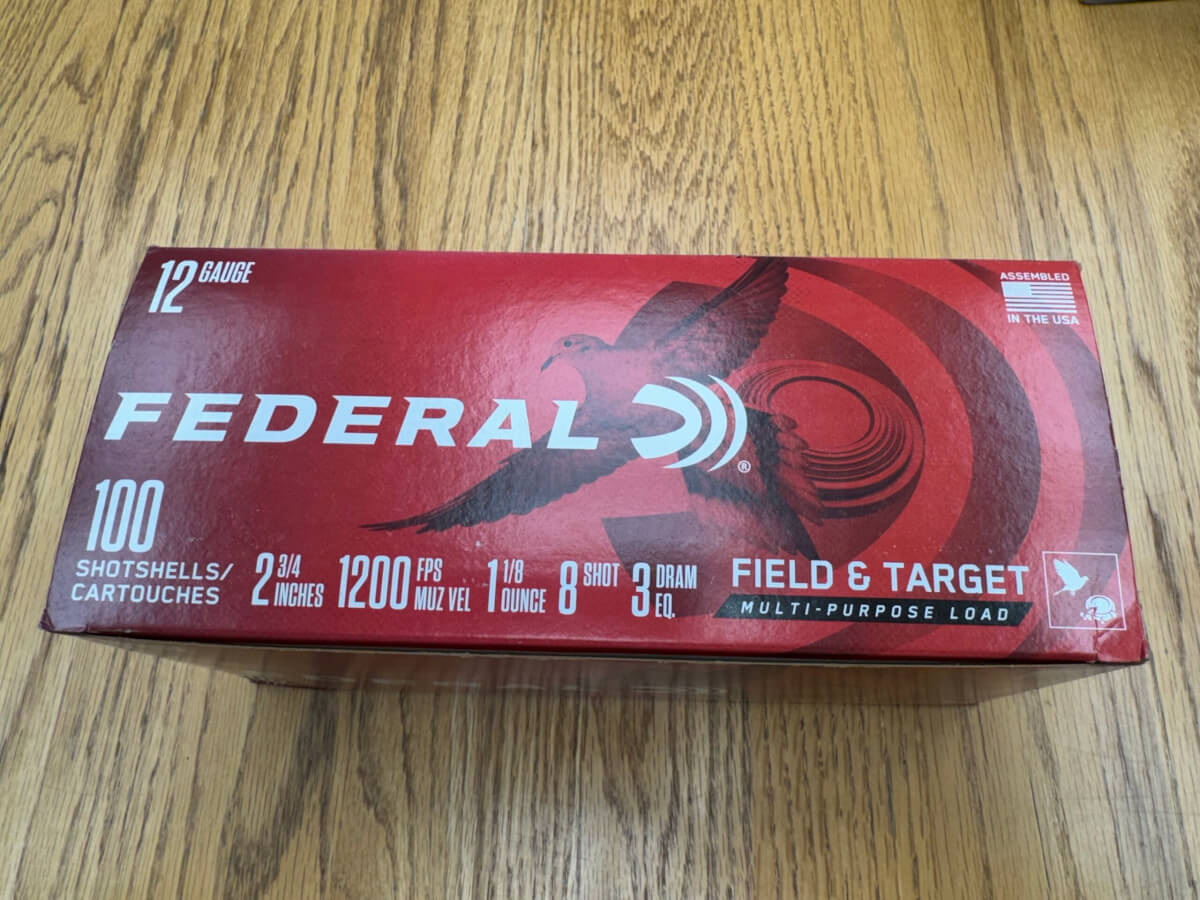 12 GAUGE
ASSEMBLED
IN THE USA
FEDERAL ®
100
SHOTSHELLS/
CARTOUCHES
2 3/4 INCHES
1200 FPS MUZ VEL
1 1/8 OUNCE
8 SHOT
3 DRAM EQ.
FIELD & TARGET
MULTI-PURPOSE LOAD